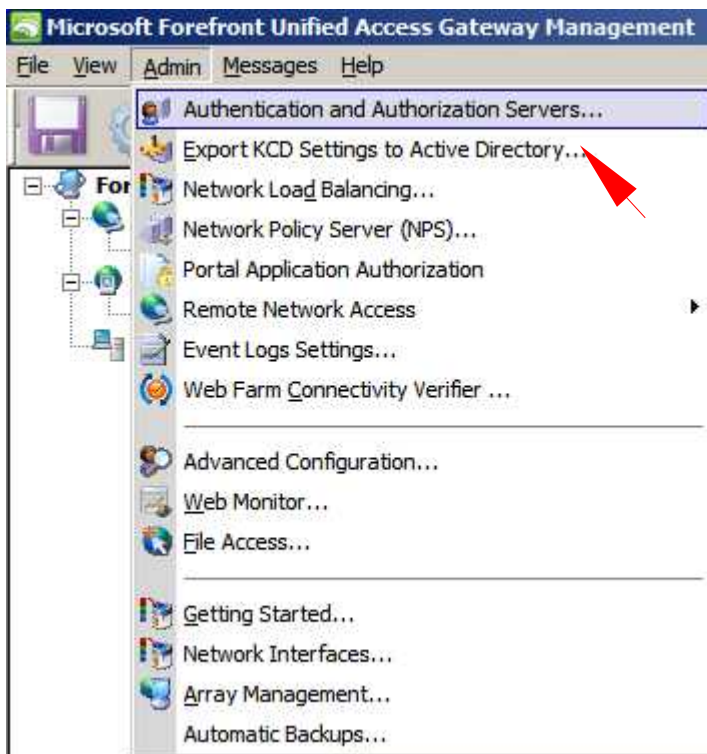 Microsoft Forefront Unified Access Gateway Management
File View Admin Messages Help
Authentication and Authorization Servers...
Export KCD Settings to Active Directory...
For
Network Load Balancing...
Network Policy Server (NPS)...
Portal Application Authorization
Remote Network Access
Event Logs Settings...
Web Farm Connectivity Verifier ...
Advanced Configuration...
Web Monitor...
File Access...
Getting Started...
Network Interfaces...
Array Management...
Automatic Backups...